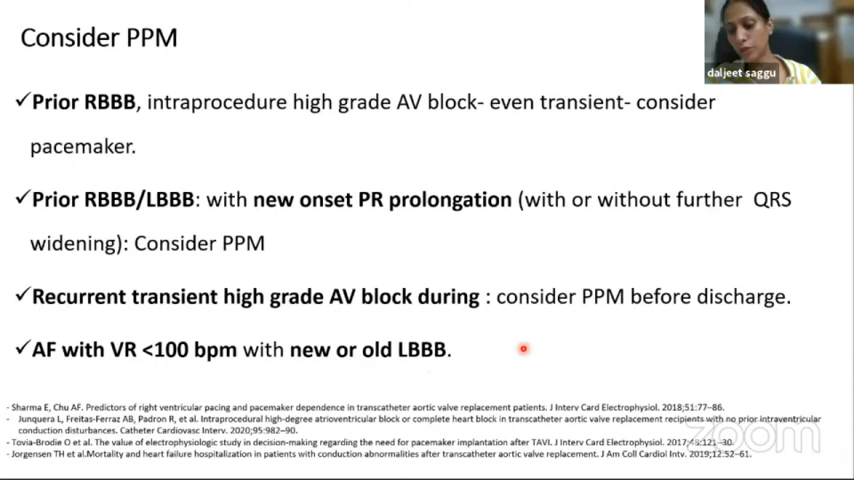 Consider PPM
daljeet saggu
✓Prior RBBB, intraprocedure high grade AV block- even transient- consider
pacemaker.
✓Prior RBBB/LBBB: with new onset PR prolongation (with or without further QRS
widening): Consider PPM
✓Recurrent transient high grade AV block during : consider PPM before discharge.
✓AF with VR <100 bpm with new or old LBBB.
- Sharma E, Chu AF. Predictors of right ventricular pacing and pacemaker dependence in transcatheter aortic valve replacement patients. J Interv Card Electrophysiol. 2018;51:77–86.
- Junquera L, Freitas-Ferraz AB, Padron R, et al. Intraprocedural high-degree atrioventricular block or complete heart block in transcatheter aortic valve replacement recipients with no prior intraventricular
conduction disturbances. Catheter Cardiovasc Interv. 2020;95:982–90.
- Tovia-Brodie O et al. The value of electrophysiologic study in decision-making regarding the need for pacemaker implantation after TAVI. J Interv Card Electrophysiol. 2017;48:121–30.
- Jorgensen TH et al.Mortality and heart failure hospitalization in patients with conduction abnormalities after transcatheter aortic valve replacement. J Am Coll Cardiol Intv. 2019;12:52–61.
zoom